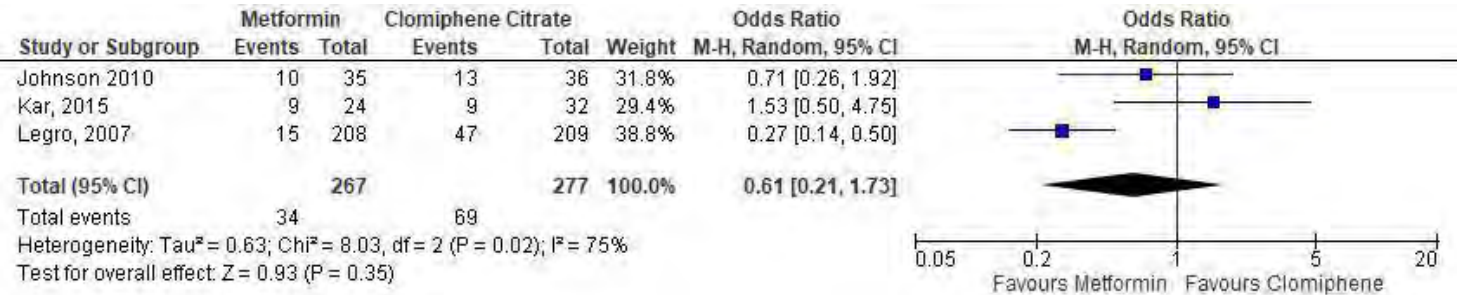 Metformin Clomiphene Citrate Odds Ratio Odds Ratio
Study or Subgroup Events Total Events Total Weight M-H, Random, 95% CI M-H, Random, 95% CI
Johnson 2010 10 35 13 36 31.8% 0.71 [0.26, 1.92]
Kar, 2015 9 24 9 32 29.4% 1.53 [0.50, 4.75]
Legro, 2007 15 208 47 209 38.8% 0.27 [0.14, 0.50]
Total (95% CI) 267 277 100.0% 0.61 [0.21, 1.73]
Total events 34 69
Heterogeneity: Tau² = 0.63; Chi² = 8.03, df = 2 (P = 0.02); I² = 75%
Test for overall effect: Z = 0.93 (P = 0.35)
0.05 0.2 1 5 20
Favours Metformin Favours Clomiphene